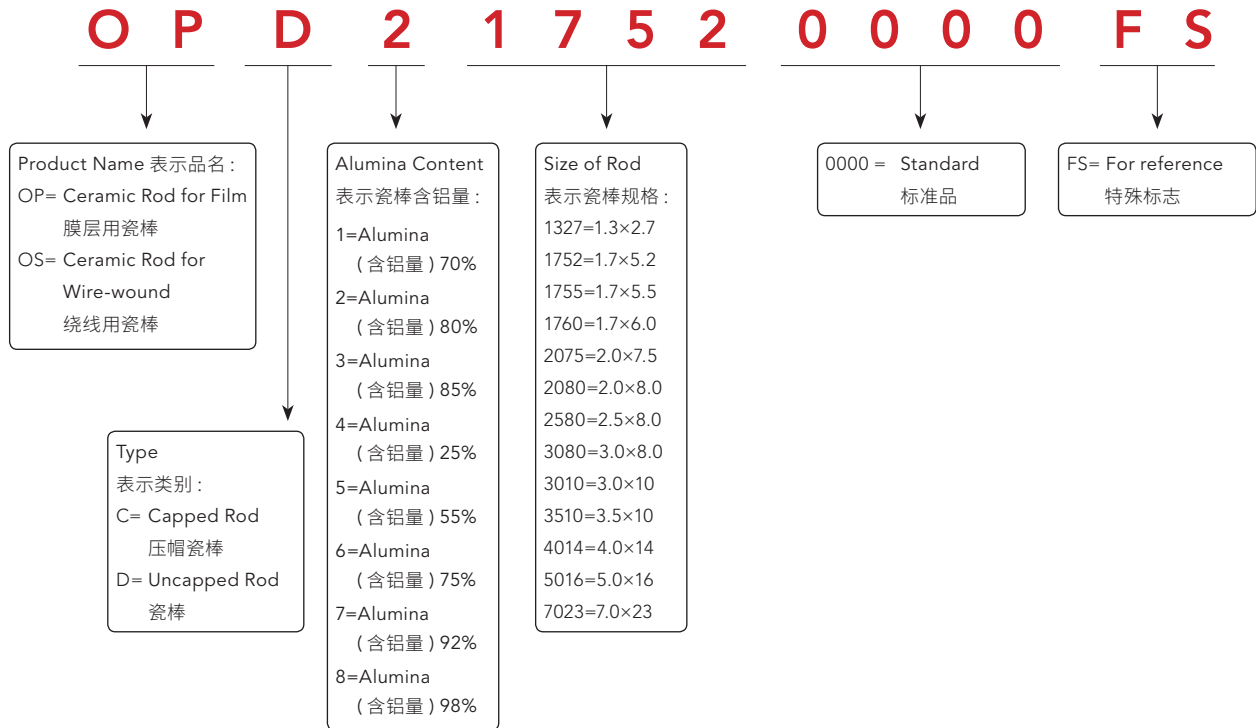 O P D 2 1 7 5 2 0 0 0 0 F S
Product Name 表示品名 :
OP= Ceramic Rod for Film
膜层用瓷棒
OS= Ceramic Rod for
Wire-wound
绕线用瓷棒
Type
表示类别 :
C= Capped Rod
压帽瓷棒
D= Uncapped Rod
瓷棒
Alumina Content
表示瓷棒含铝量 :
1=Alumina
( 含铝量 ) 70%
2=Alumina
( 含铝量 ) 80%
3=Alumina
( 含铝量 ) 85%
4=Alumina
( 含铝量 ) 25%
5=Alumina
( 含铝量 ) 55%
6=Alumina
( 含铝量 ) 75%
7=Alumina
( 含铝量 ) 92%
8=Alumina
( 含铝量 ) 98%
Size of Rod
表示瓷棒规格 :
1327=1.3×2.7
1752=1.7×5.2
1755=1.7×5.5
1760=1.7×6.0
2075=2.0×7.5
2080=2.0×8.0
2580=2.5×8.0
3080=3.0×8.0
3010=3.0×10
3510=3.5×10
4014=4.0×14
5016=5.0×16
7023=7.0×23
0000 = Standard
标准品
FS= For reference
特殊标志